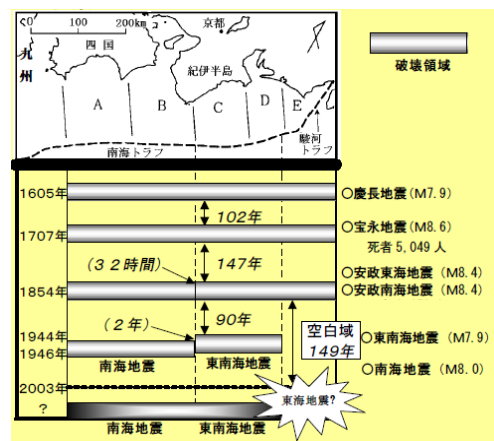 0 100 200km
京都
四国
九州
紀伊半島
A B C D E
南海トラフ
駿河トラフ
破壊領域
1605年
○慶長地震(M7.9)
102年
1707年
○宝永地震(M8.6)
死者5,049人
(32時間)
147年
○安政東海地震(M8.4)
1854年
○安政南海地震(M8.4)
(2年)
90年
空白域
149年
1944年
○東南海地震(M7.9)
1946年
南海地震
東南海地震
○南海地震(M8.0)
2003年
東海地震?
?
南海地震
東南海地震